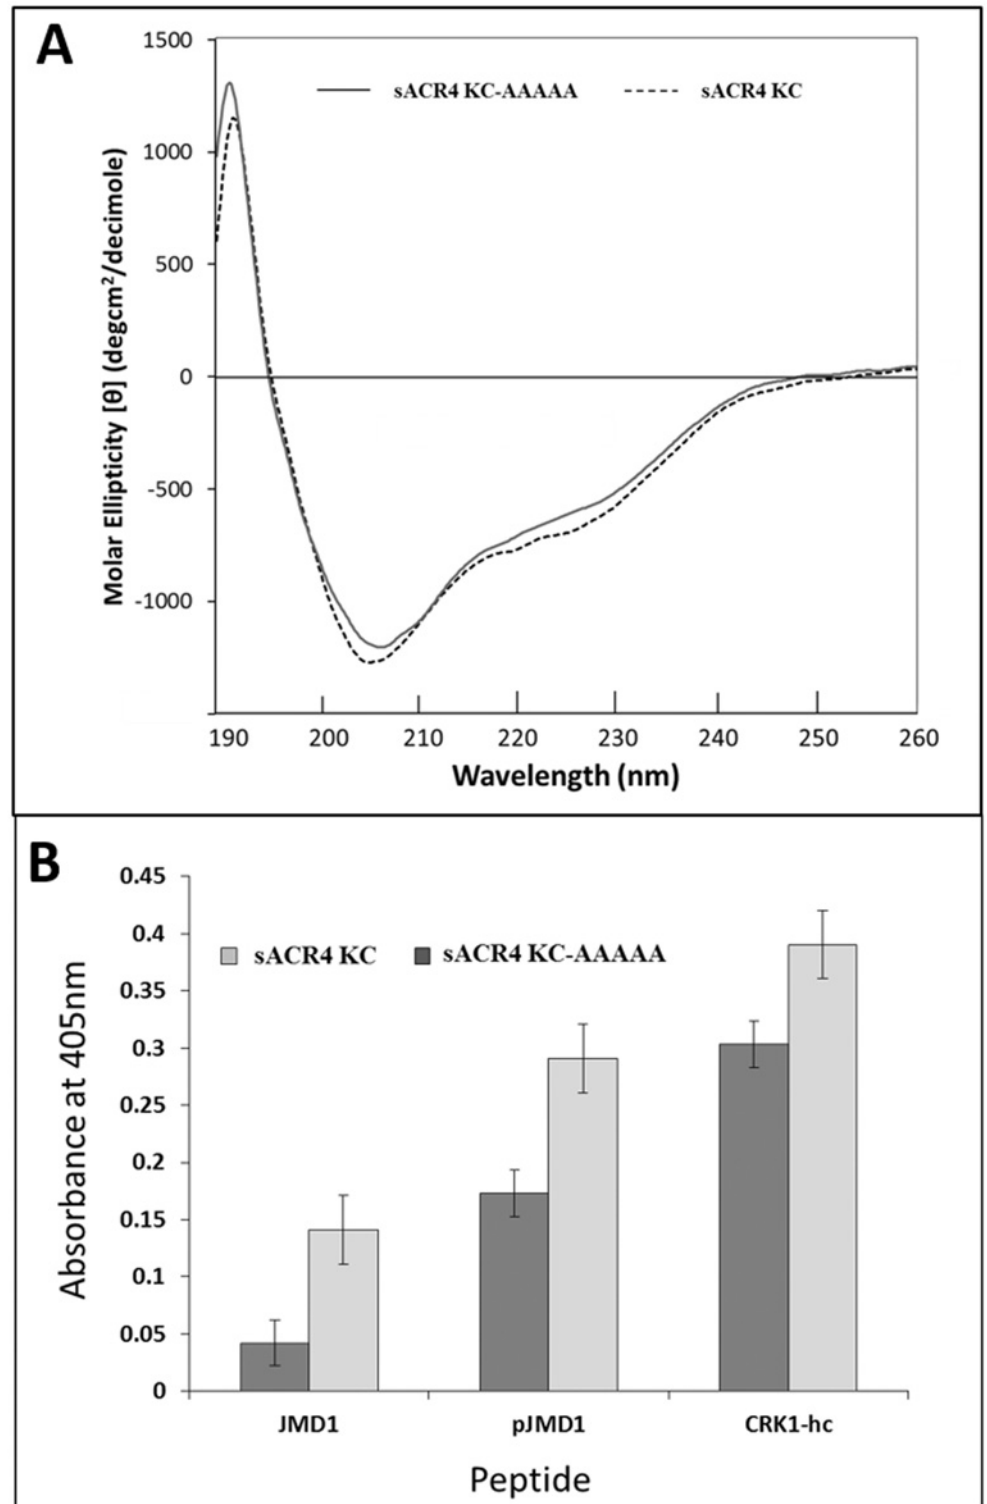 A
1500
1000
500
0
-500
-1000
Molar Ellipticity [θ] (degcm²/decimole)
sACR4 KC-AAAAA sACR4 KC
190 200 210 220 230 240 250 260
Wavelength (nm)
B
0.45
0.4
0.35
0.3
0.25
0.2
0.15
0.1
0.05
0
Absorbance at 405nm
sACR4 KC sACR4 KC-AAAAA
JMD1 pJMD1 CRK1-hc
Peptide